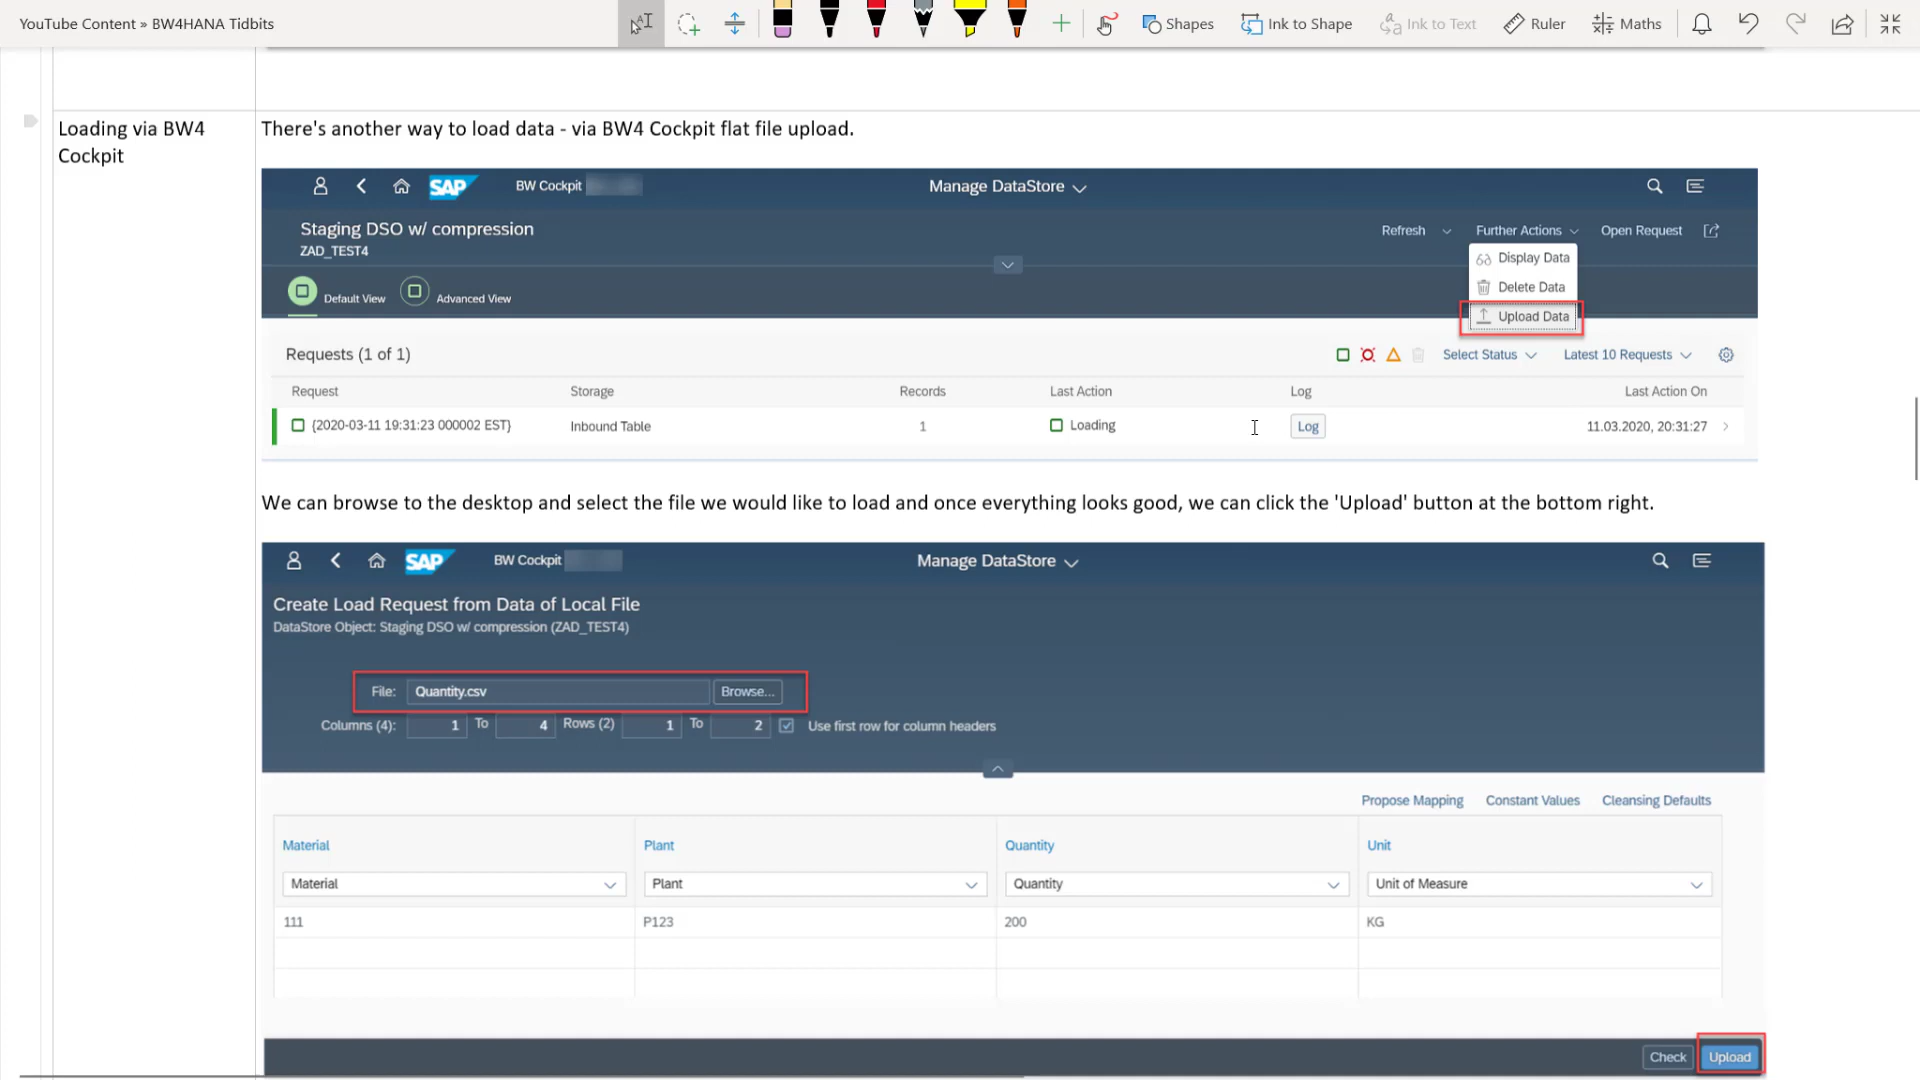 YouTube Content » BW4HANA Tidbits
Shapes
Ink to Shape
Ink to Text
Ruler
Maths
Loading via BW4
Cockpit
There's another way to load data - via BW4 Cockpit flat file upload.
SAP
BW Cockpit
Manage DataStore
Staging DSO w/ compression
ZAD_TEST4
Refresh
Further Actions
Open Request
Display Data
Delete Data
Upload Data
Default View
Advanced View
Requests (1 of 1)
Select Status
Latest 10 Requests
Request
Storage
Records
Last Action
Log
Last Action On
{2020-03-11 19:31:23 000002 EST}
Inbound Table
1
Loading
Log
11.03.2020, 20:31:27
We can browse to the desktop and select the file we would like to load and once everything looks good, we can click the 'Upload' button at the bottom right.
SAP
BW Cockpit
Manage DataStore
Create Load Request from Data of Local File
DataStore Object: Staging DSO w/ compression (ZAD_TEST4)
File: Quantity.csv Browse...
Columns (4): 1 To 4 Rows (2) 1 To 2 Use first row for column headers
Propose Mapping
Constant Values
Cleansing Defaults
Material
Plant
Quantity
Unit
Material
Plant
Quantity
Unit of Measure
111
P123
200
KG
Check
Upload